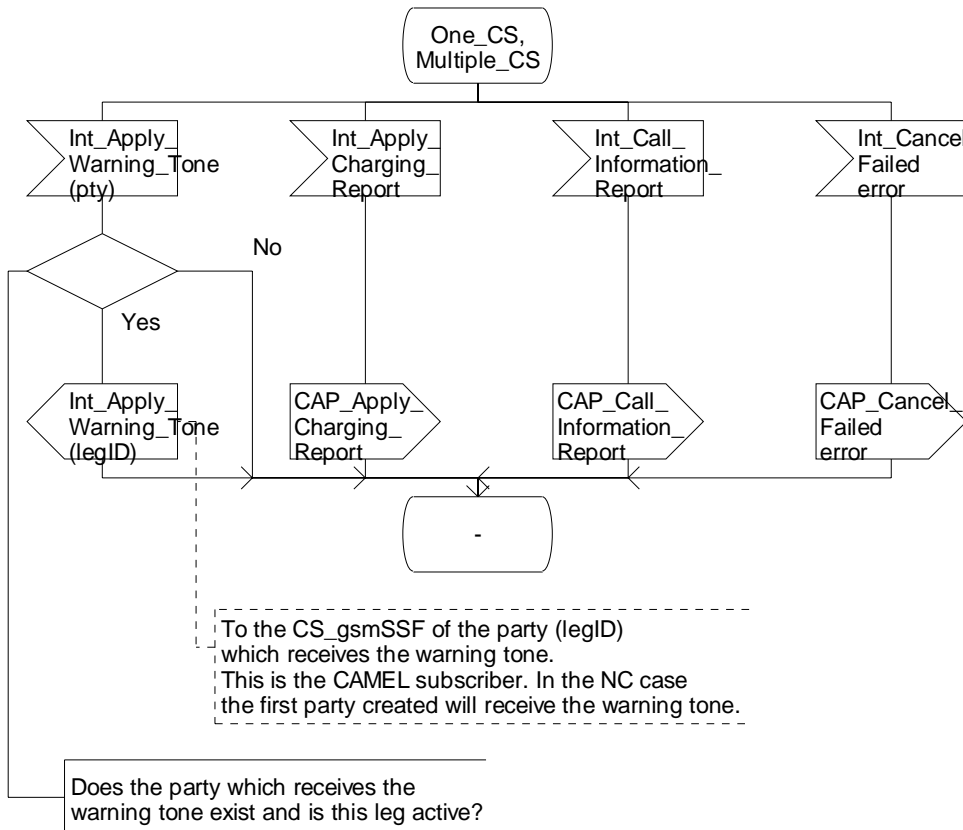 One_CS,
Multiple_CS
Int_Apply_
Warning_Tone
(pty)
Int_Apply_
Charging_
Report
Int_Call_
Information_
Report
Int_Cancel
Failed
error
No
Yes
Int_Apply_
Warning_Tone
(legID)
CAP_Apply_
Charging_
Report
CAP_Call_
Information_
Report
CAP_Cancel_
Failed
error
-
To the CS_gsmSSF of the party (legID)
which receives the warning tone.
This is the CAMEL subscriber. In the NC case
the first party created will receive the warning tone.
Does the party which receives the
warning tone exist and is this leg active?